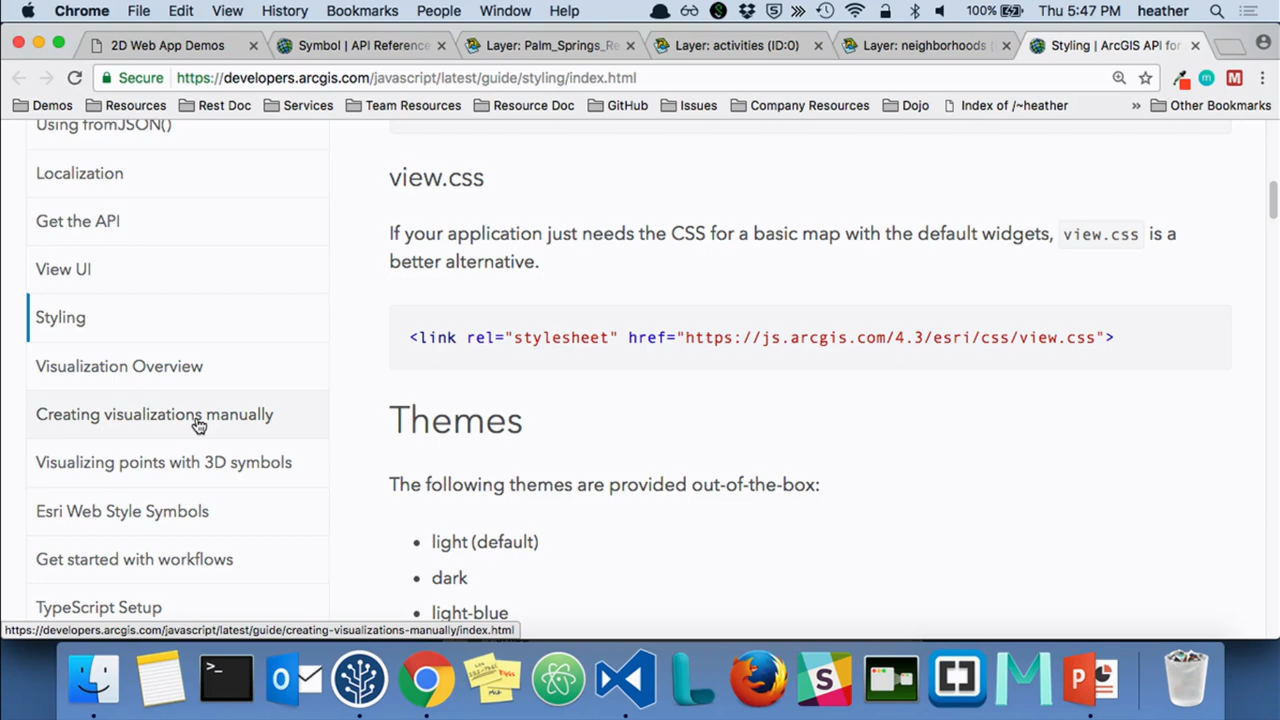 Chrome File Edit View History Bookmarks People Window Help 100% Thu 5:47 PM heather
2D Web App Demos
Symbol | API Reference
Layer: Palm_Springs_Re
Layer: activities (ID:0)
Layer: neighborhoods (
Styling | ArcGIS API for
Secure https://developers.arcgis.com/javascript/latest/guide/styling/index.html
Demos Resources Rest Doc Services Team Resources Resource Doc GitHub Issues Company Resources Dojo Index of /~heather » Other Bookmarks
Using fromJSON()
Localization
Get the API
View UI
Styling
Visualization Overview
Creating visualizations manually
Visualizing points with 3D symbols
Esri Web Style Symbols
Get started with workflows
TypeScript Setup
view.css
If your application just needs the CSS for a basic map with the default widgets, view.css is a
better alternative.
<link rel="stylesheet" href="https://js.arcgis.com/4.3/esri/css/view.css">
Themes
The following themes are provided out-of-the-box:
• light (default)
• dark
• light-blue
https://developers.arcgis.com/javascript/latest/guide/creating-visualizations-manually/index.html